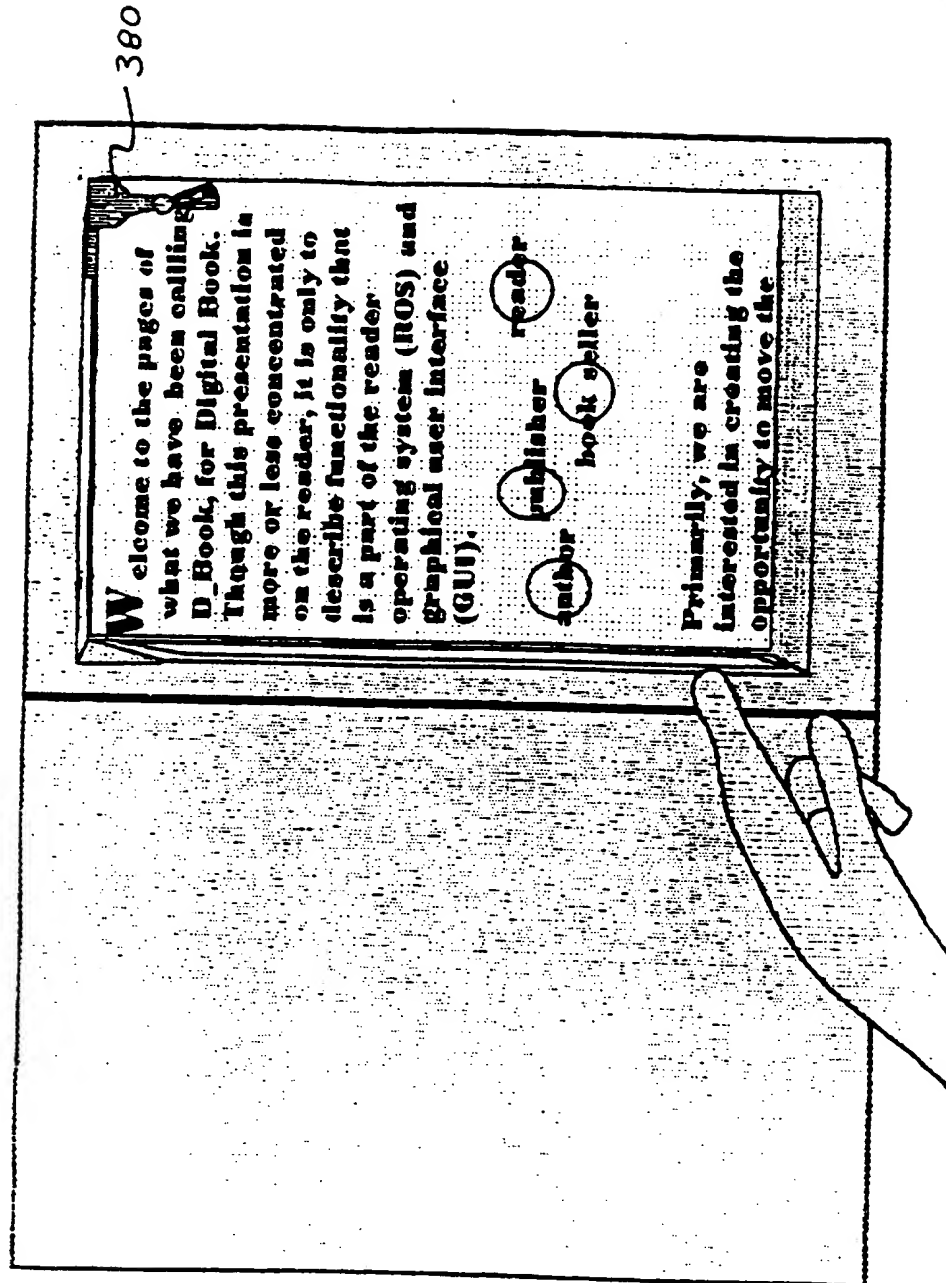 380
Welcome to the pages of
what we have been callling
D_Book, for Digital Book.
Though this presentation is
more or less concentrated
on the reader, it is only to
describe functionality that
is a part of the reader
operating system (ROS) and
graphical user interface
(GUI).
author publisher reader
book seller
Primarily, we are
interested in creating the
opportunity to move the